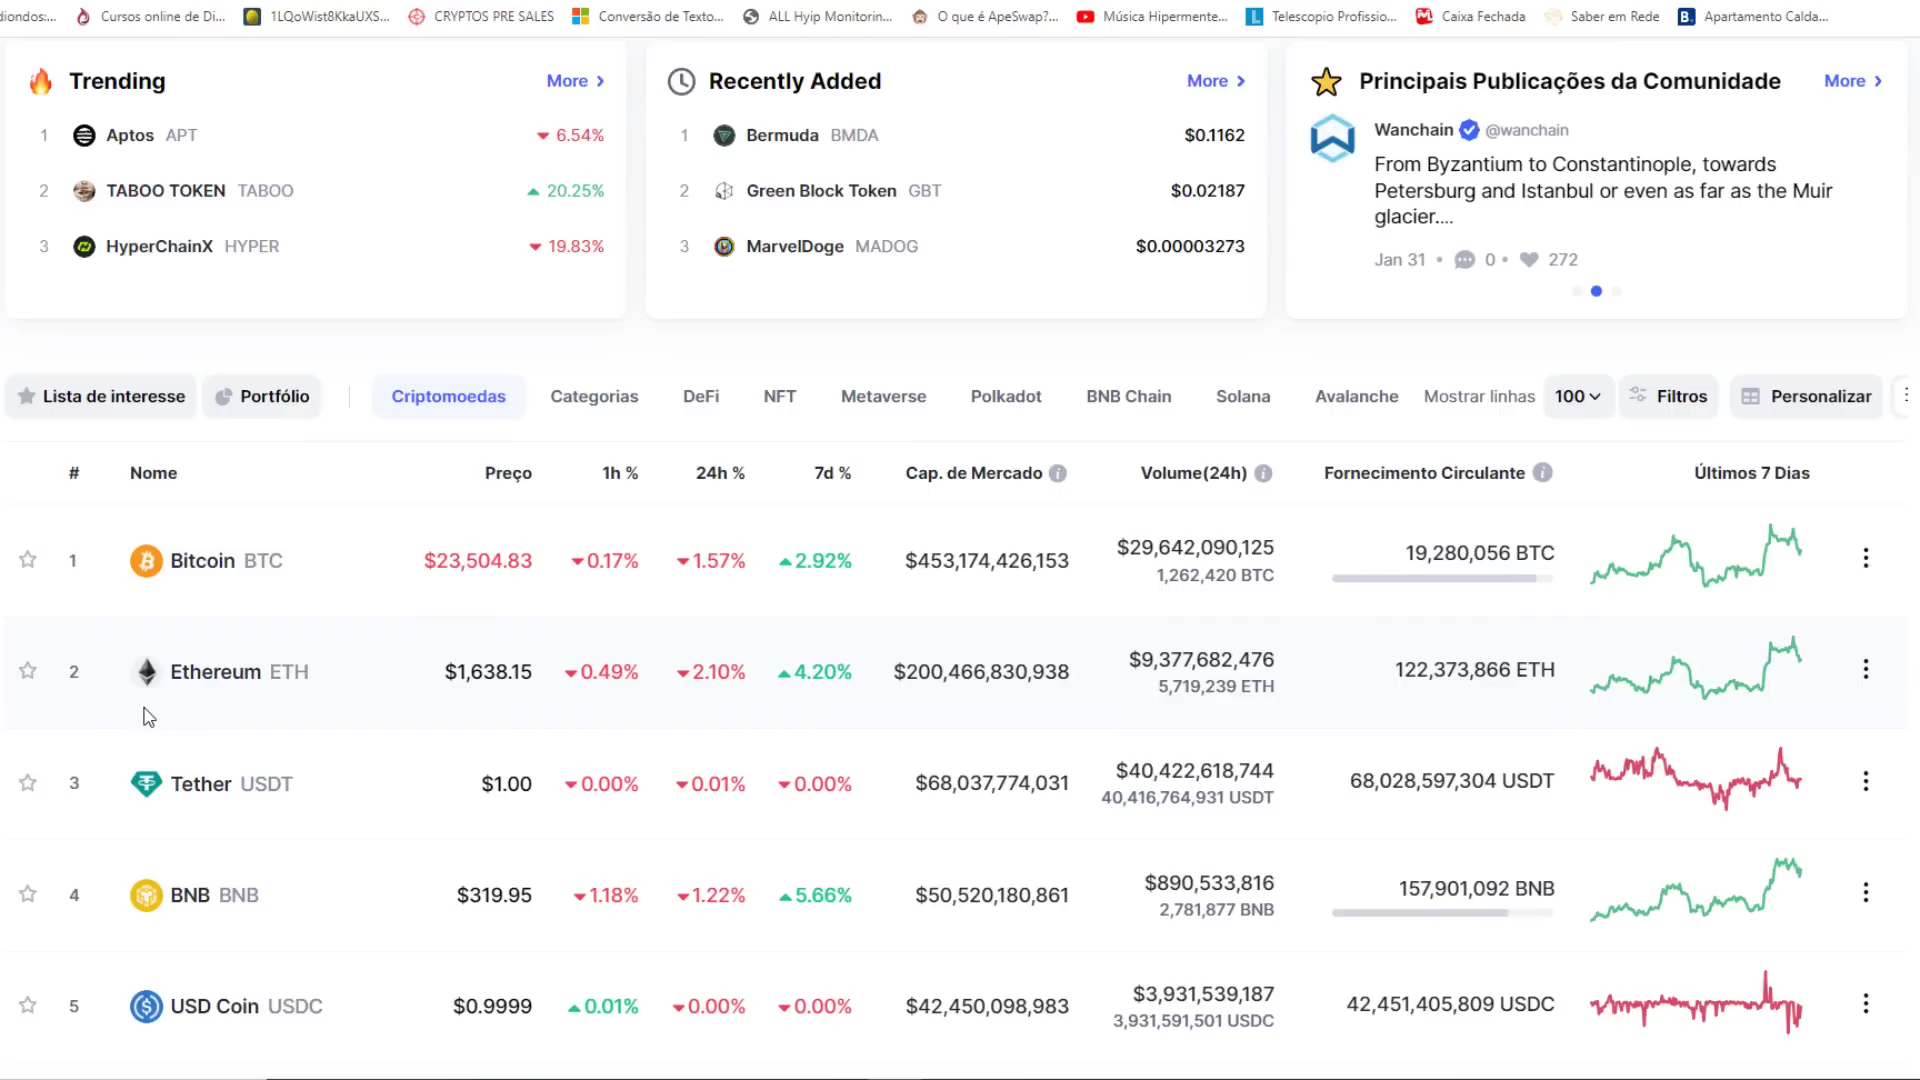 diondos:...
Cursos online de Di...
1LQoWist8KkaUXS...
CRYPTOS PRE SALES
Conversão de Texto...
ALL Hyip Monitorin...
O que é ApeSwap?...
Música Hipermente...
Telescopio Profissio...
Caixa Fechada
Saber em Rede
Apartamento Calda...
Trending
More >
1 Aptos APT 6.54%
2 TABOO TOKEN TABOO 20.25%
3 HyperChainX HYPER 19.83%
Recently Added
More >
1 Bermuda BMDA $0.1162
2 Green Block Token GBT $0.02187
3 MarvelDoge MADOG $0.00003273
Principais Publicações da Comunidade
More >
Wanchain @wanchain
From Byzantium to Constantinople, towards
Petersburg and Istanbul or even as far as the Muir
glacier....
Jan 31 • 0 • 272
Lista de interesse Portfólio Criptomoedas Categorias DeFi NFT Metaverse Polkadot BNB Chain Solana Avalanche Mostrar linhas 100 Filtros Personalizar
# Nome Preço 1h % 24h % 7d % Cap. de Mercado Volume(24h) Fornecimento Circulante Últimos 7 Dias
1 Bitcoin BTC $23,504.83 0.17% 1.57% 2.92% $453,174,426,153 $29,642,090,125 19,280,056 BTC
1,262,420 BTC
2 Ethereum ETH $1,638.15 0.49% 2.10% 4.20% $200,466,830,938 $9,377,682,476 122,373,866 ETH
5,719,239 ETH
3 Tether USDT $1.00 0.00% 0.01% 0.00% $68,037,774,031 $40,422,618,744 68,028,597,304 USDT
40,416,764,931 USDT
4 BNB BNB $319.95 1.18% 1.22% 5.66% $50,520,180,861 $890,533,816 157,901,092 BNB
2,781,877 BNB
5 USD Coin USDC $0.9999 0.01% 0.00% 0.00% $42,450,098,983 $3,931,539,187 42,451,405,809 USDC
3,931,591,501 USDC